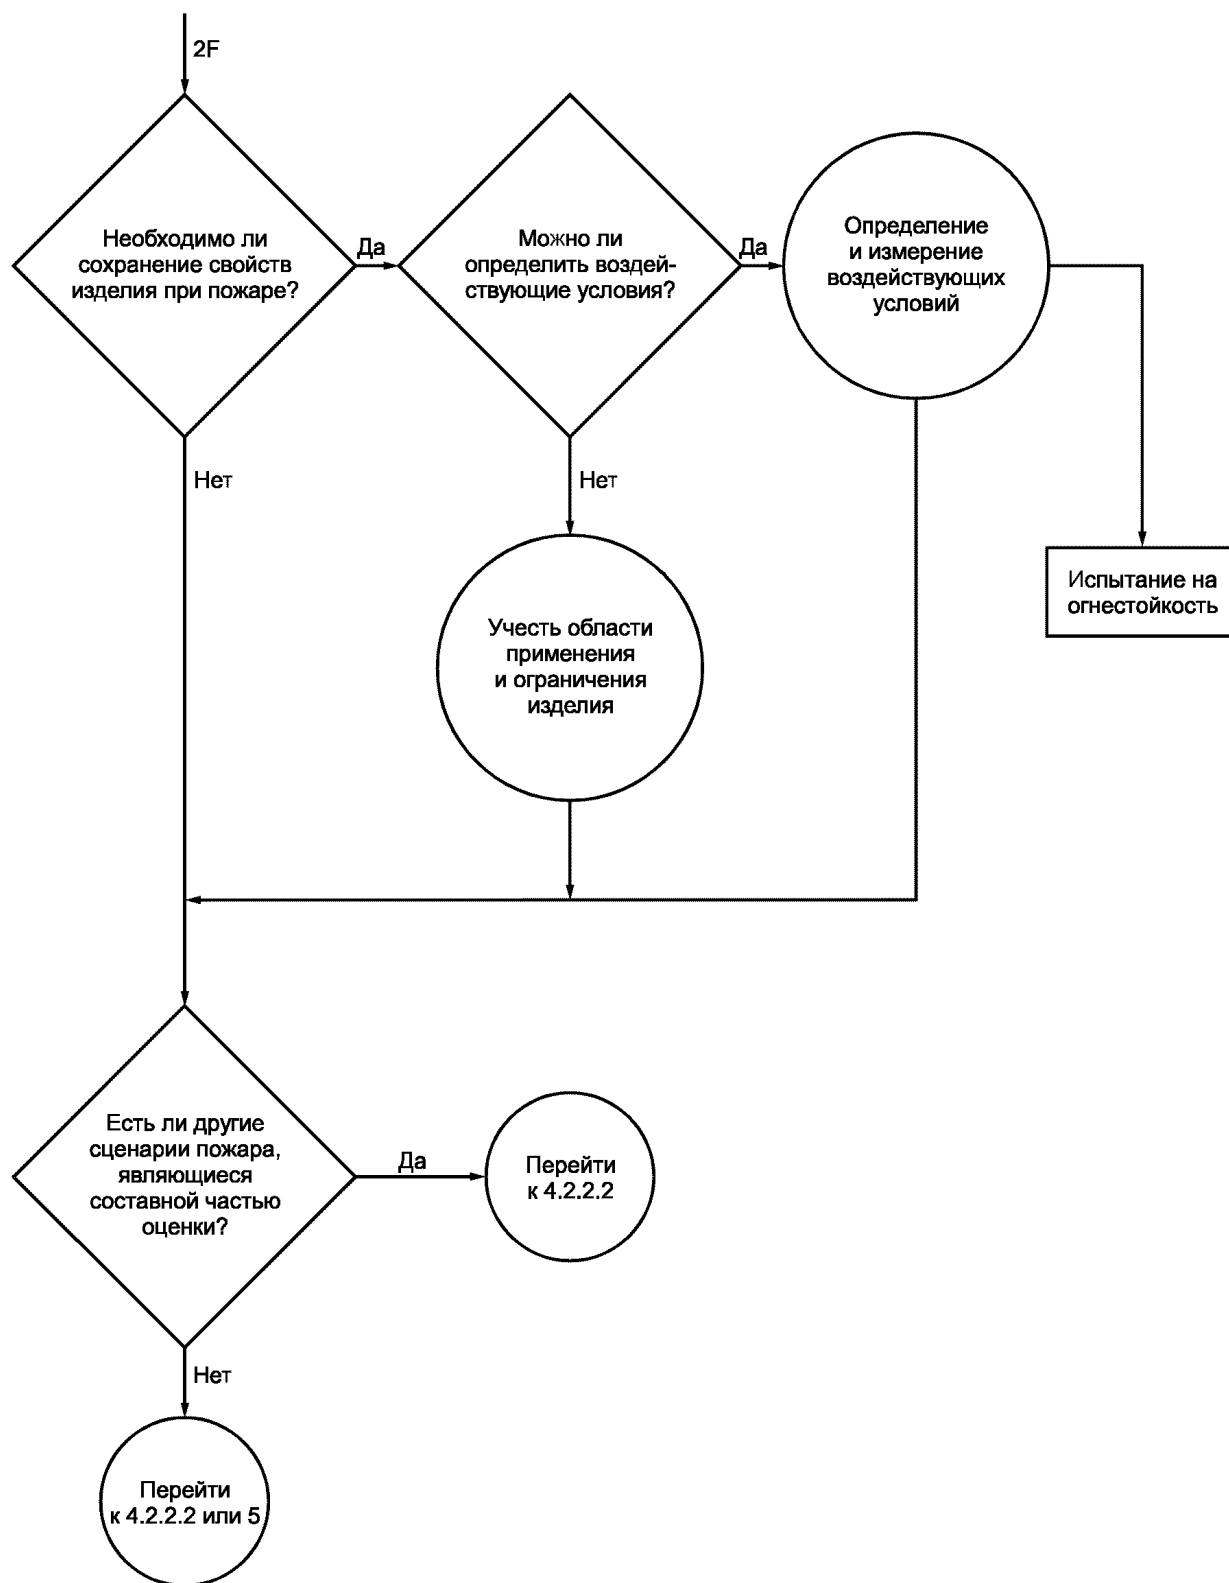 2F
Необходимо ли
сохранение свойств
изделия при пожаре?
Да
Можно ли
определить воздей-
ствующие условия?
Да
Определение
и измерение
воздействующих
условий
Нет
Нет
Испытание на
огнестойкость
Учесть области
применения
и ограничения
изделия
Есть ли другие
сценарии пожара,
являющиеся
составной частью
оценки?
Да
Перейти
к 4.2.2.2
Нет
Перейти
к 4.2.2.2 или 5